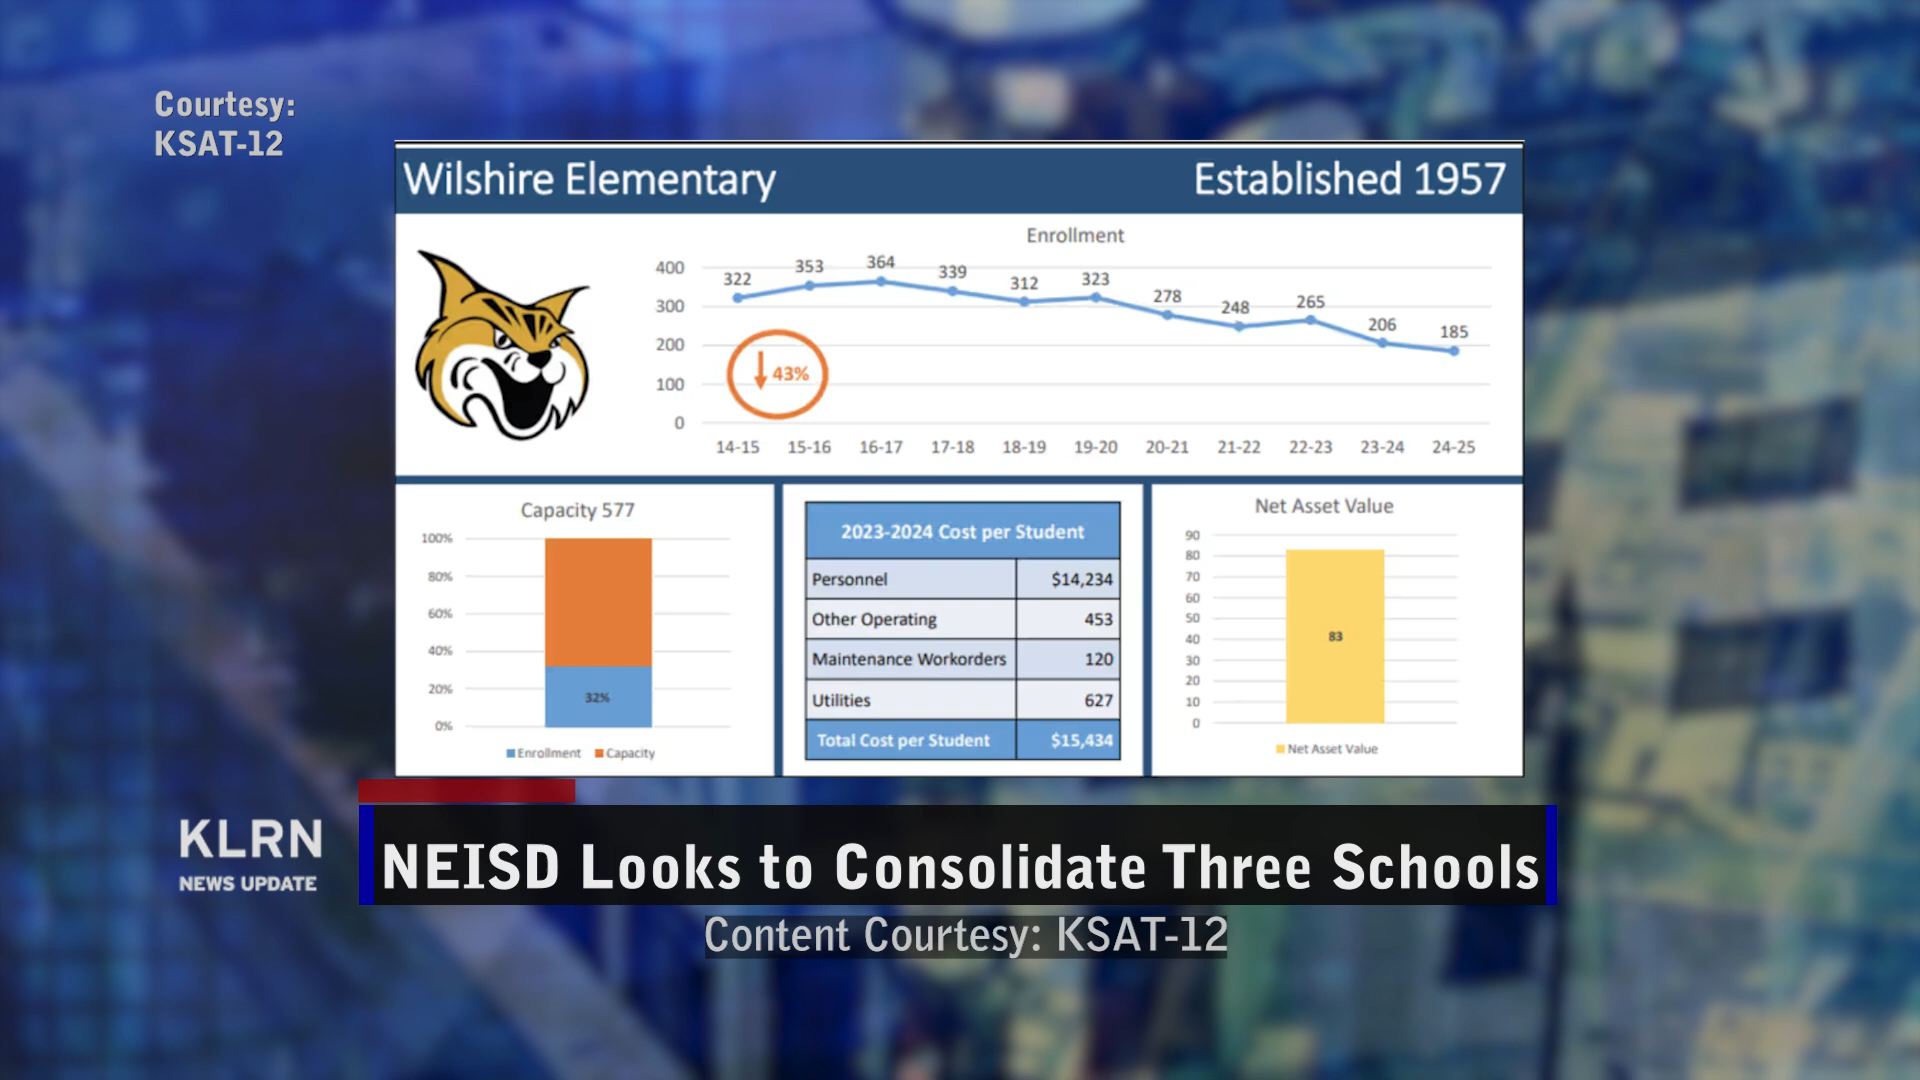 Courtesy:
KSAT-12
Wilshire Elementary Established 1957
Enrollment
400
300
200
100
0
322 353 364 339 312 323 278 248 265 206 185
43%
14-15 15-16 16-17 17-18 18-19 19-20 20-21 21-22 22-23 23-24 24-25
Capacity 577
100%
80%
60%
40%
20%
0%
32%
Enrollment Capacity
2023-2024 Cost per Student
Personnel $14,234
Other Operating 453
Maintenance Workorders 120
Utilities 627
Total Cost per Student $15,434
Net Asset Value
90
80
70
60
50
40
30
20
10
0
83
Net Asset Value
KLRN
NEWS UPDATE
NEISD Looks to Consolidate Three Schools
Content Courtesy: KSAT-12